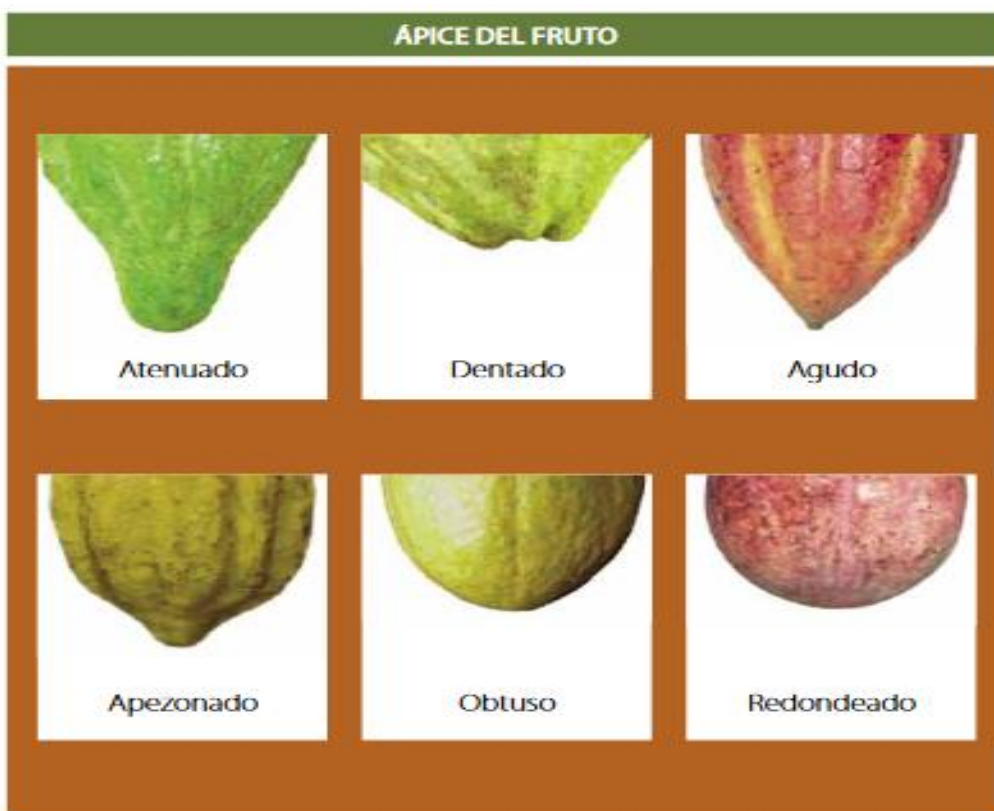 ÁPICE DEL FRUTO
Atenuado
Dentado
Agudo
Apezonado
Obtuso
Redondeado